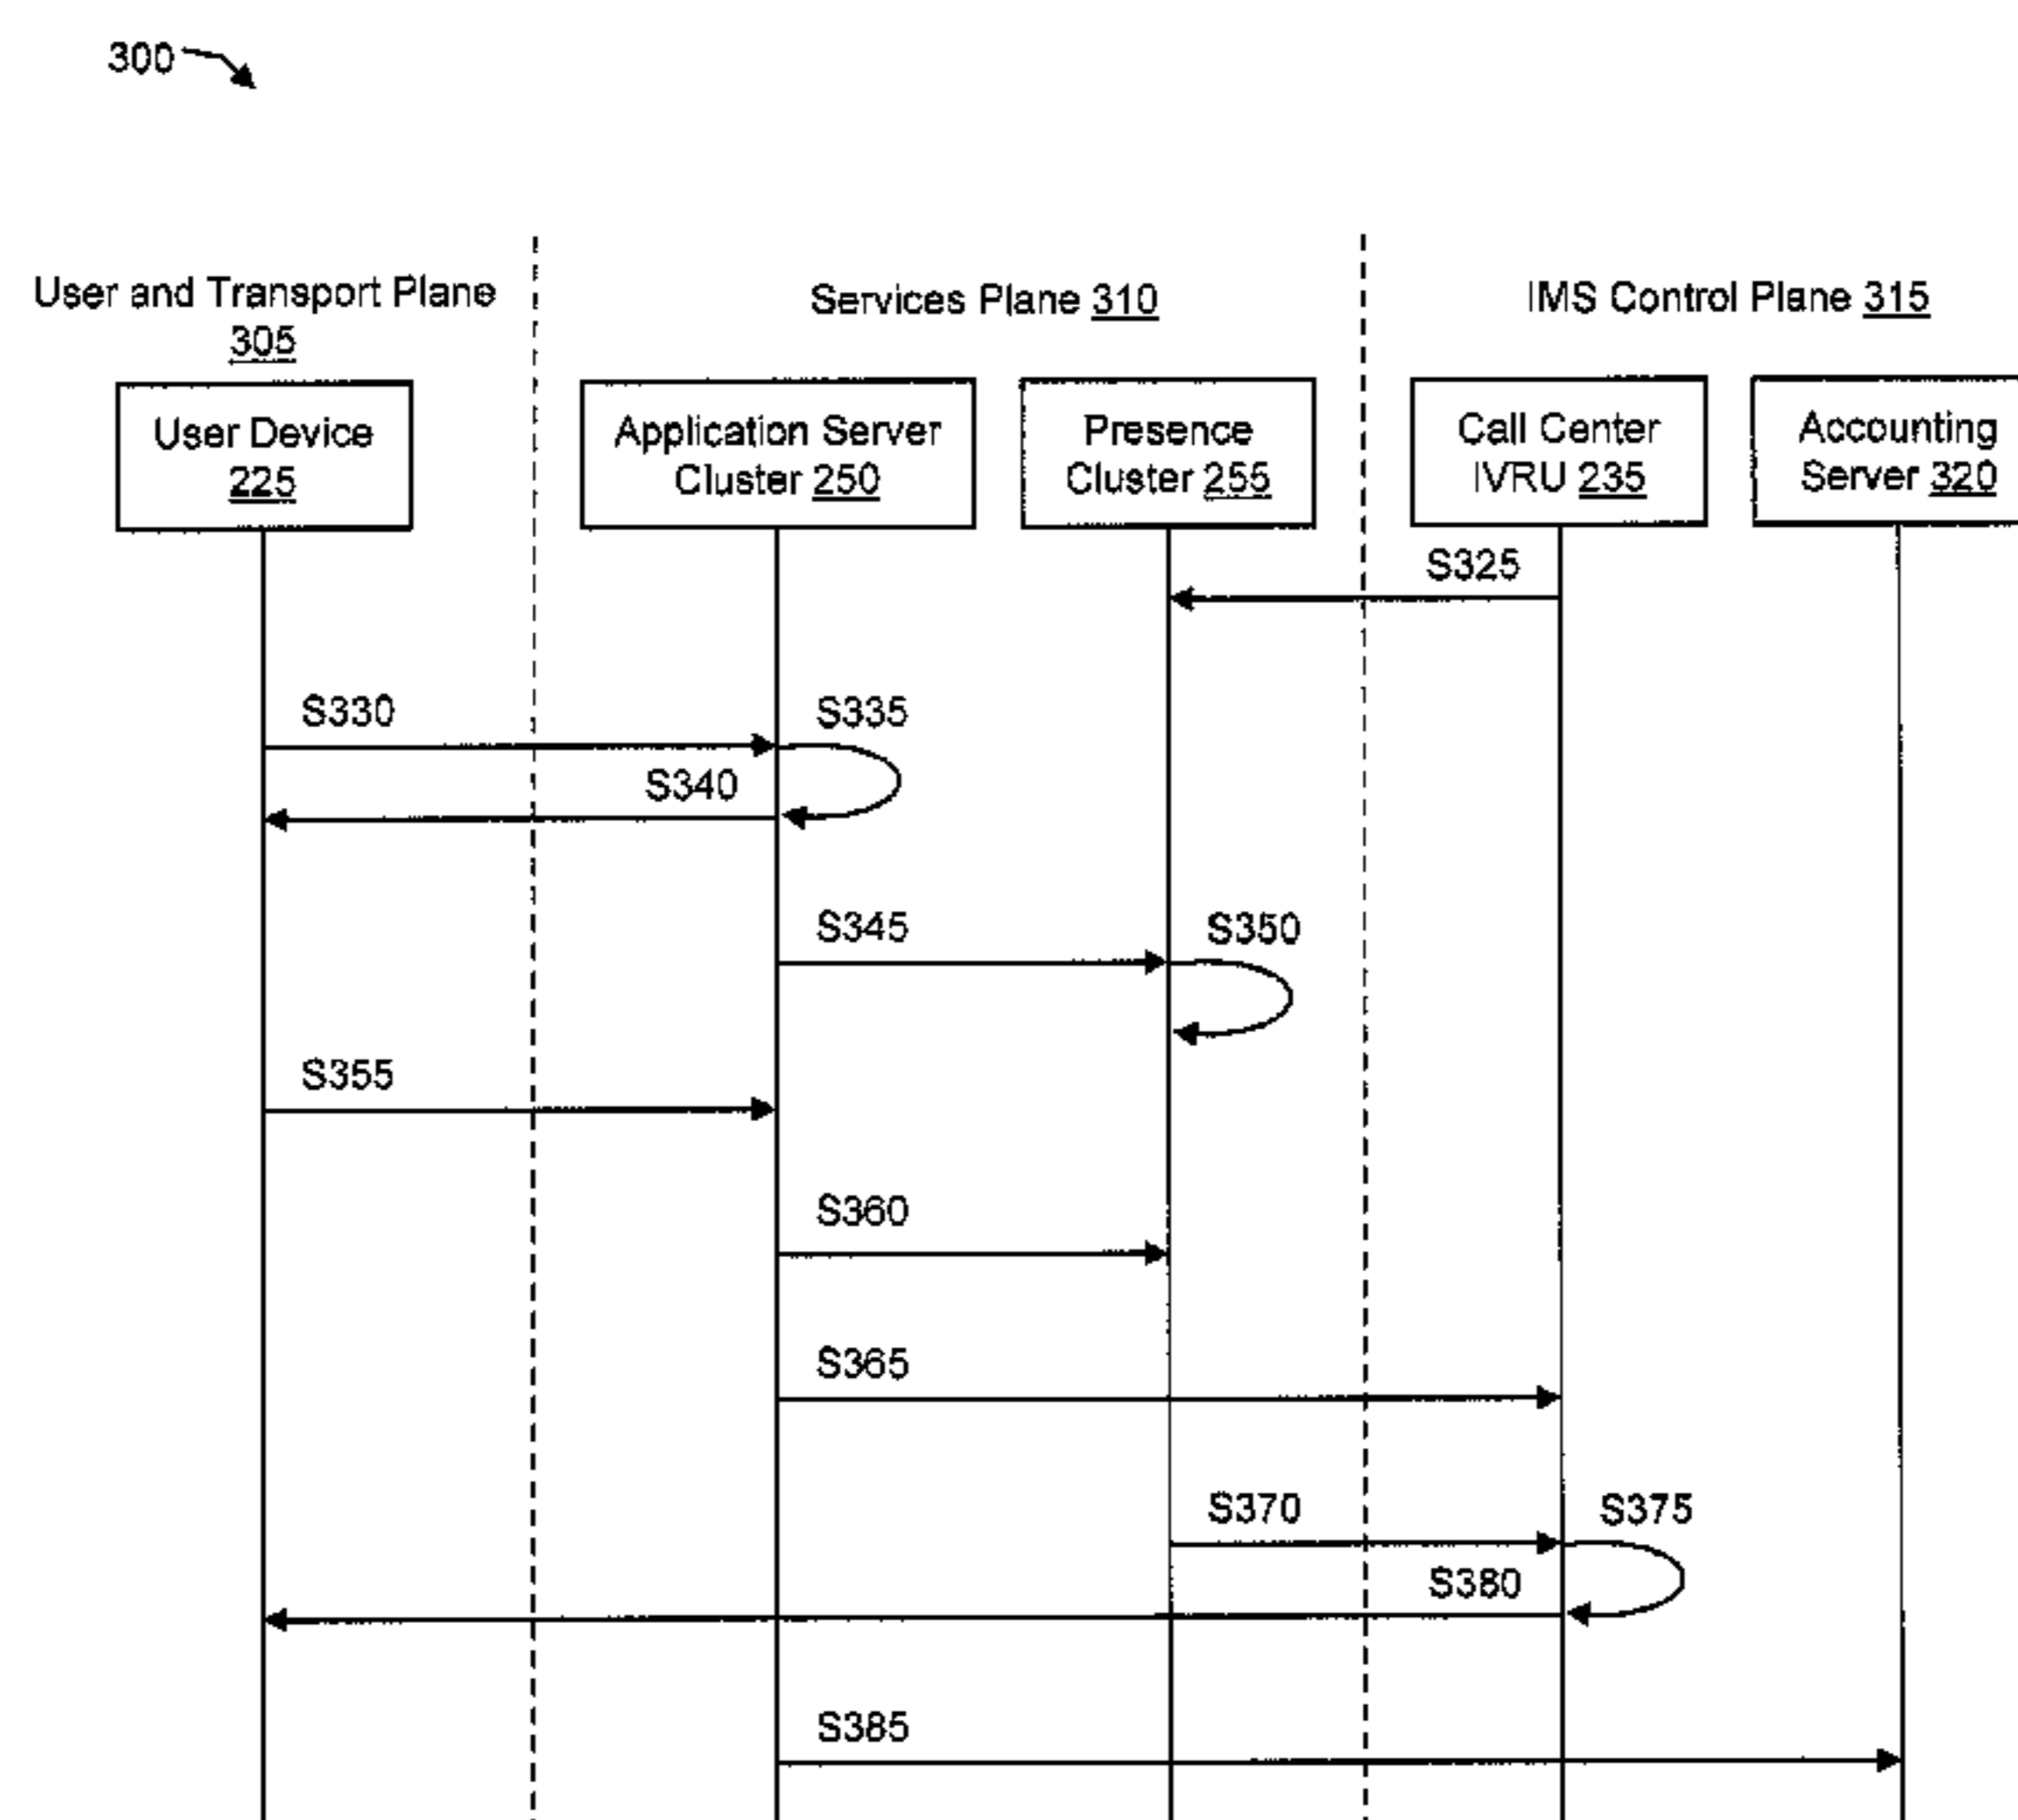 300
User and Transport Plane
305
Services Plane 310
IMS Control Plane 315
User Device
225
Application Server
Cluster 250
Presence
Cluster 255
Call Center
IVRU 235
Accounting
Server 320
S325
S330
S335
S340
S345
S350
S355
S360
S365
S370
S375
S380
S385